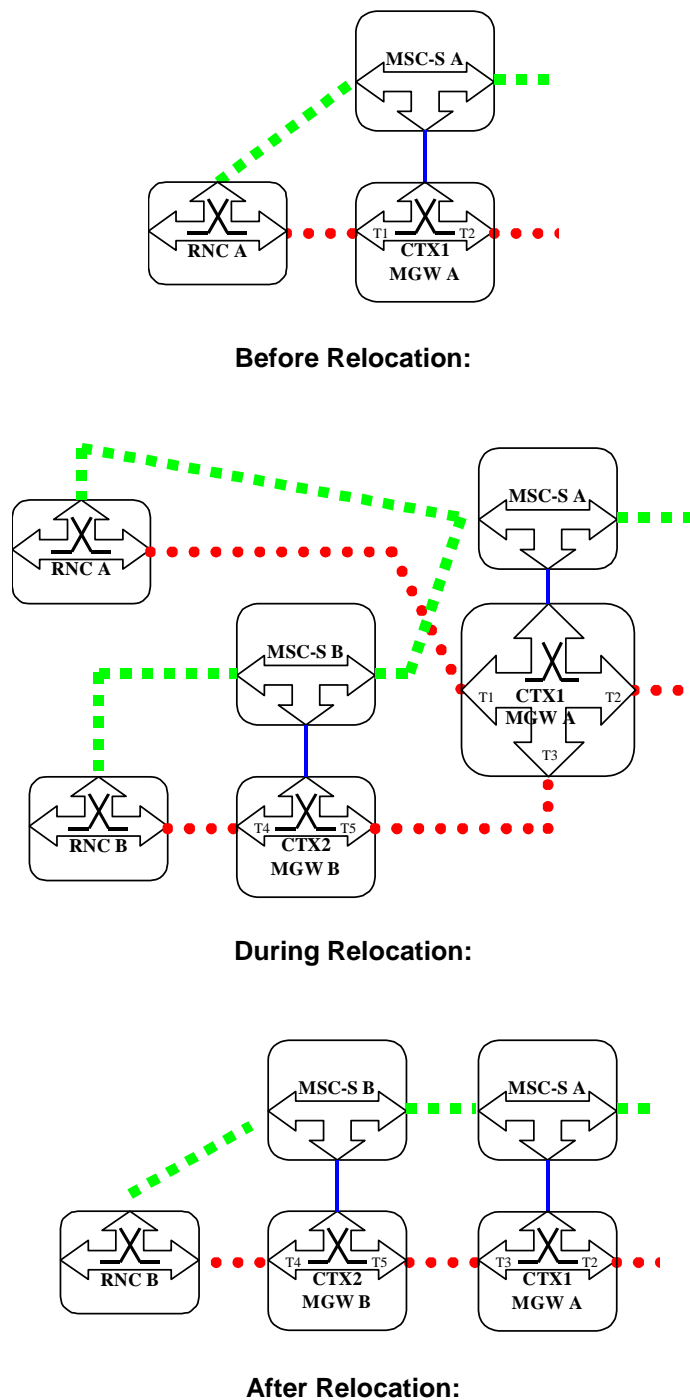 MSC-S A
RNC A
T1
T2
CTX1
MGW A
Before Relocation:
MSC-S A
RNC A
MSC-S B
T1
CTX1
T2
MGW A
T3
RNC B
T4
T5
CTX2
MGW B
During Relocation:
MSC-S B
MSC-S A
RNC B
T4
T5
CTX2
MGW B
T3
T2
CTX1
MGW A
After Relocation: